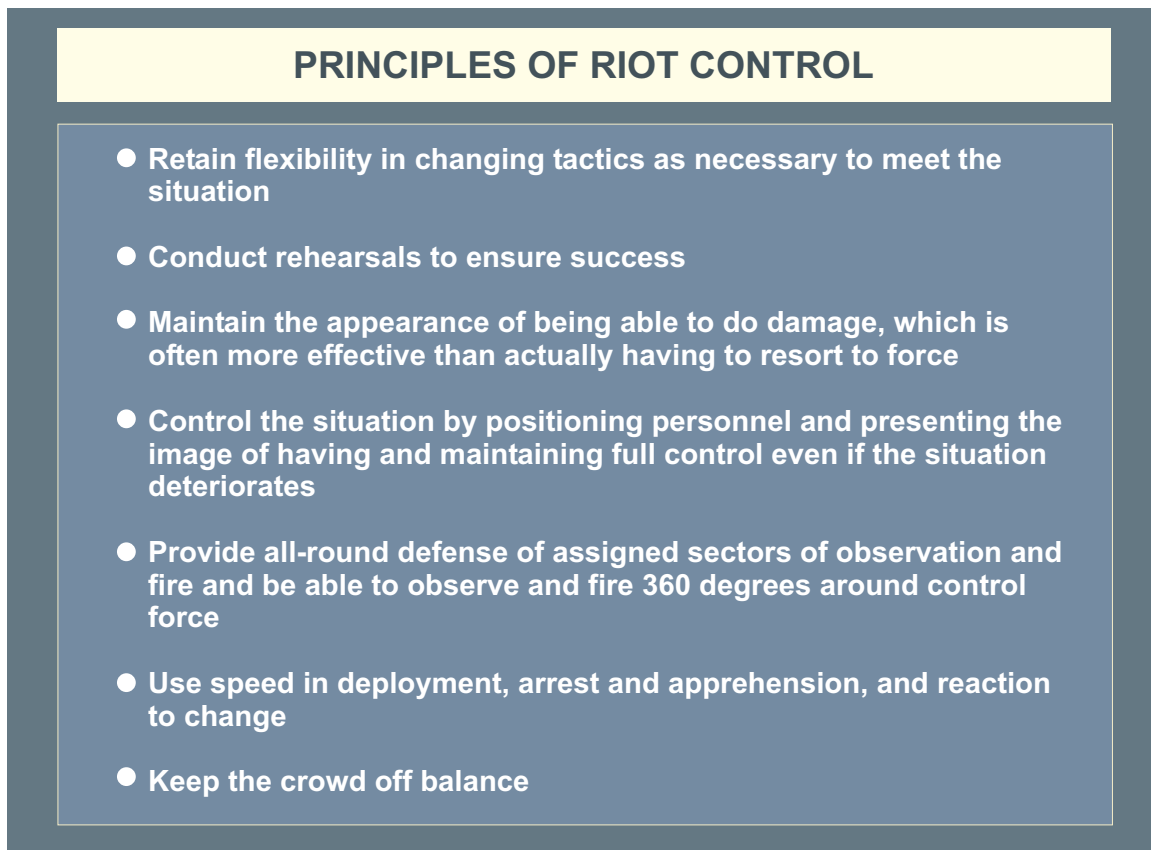 PRINCIPLES OF RIOT CONTROL
● Retain flexibility in changing tactics as necessary to meet the
situation
● Conduct rehearsals to ensure success
● Maintain the appearance of being able to do damage, which is
often more effective than actually having to resort to force
● Control the situation by positioning personnel and presenting the
image of having and maintaining full control even if the situation
deteriorates
● Provide all-round defense of assigned sectors of observation and
fire and be able to observe and fire 360 degrees around control
force
● Use speed in deployment, arrest and apprehension, and reaction
to change
● Keep the crowd off balance